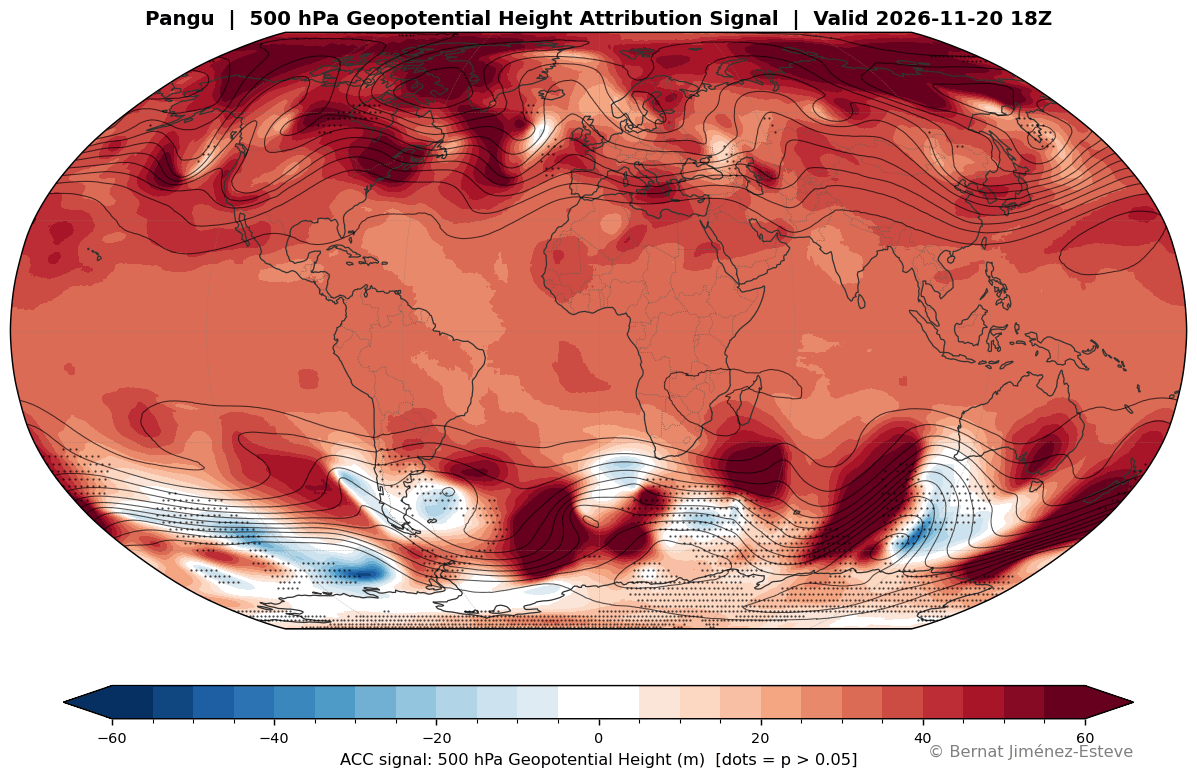 Pangu | 500 hPa Geopotential Height Attribution Signal | Valid 2026-11-20 18Z
−60 −40 −20 0 20 40 60
ACC signal: 500 hPa Geopotential Height (m) [dots = p > 0.05]
© Bernat Jiménez-Esteve